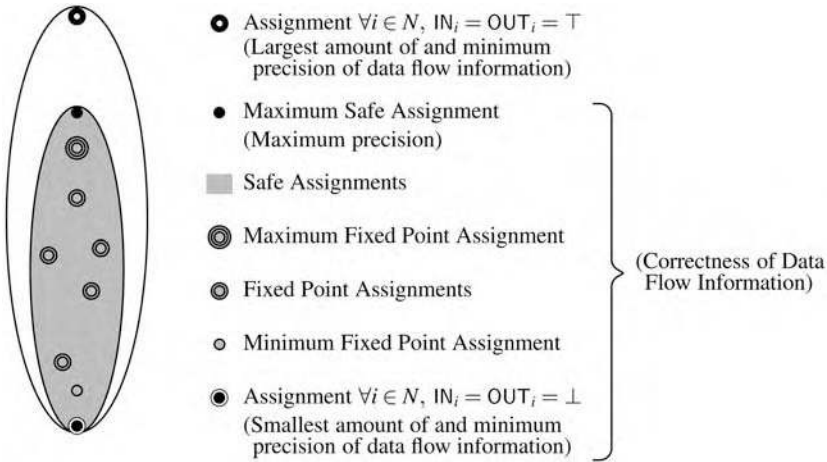 Assignment ∀i ∈ N, IN_i = OUT_i = ⊤
(Largest amount of and minimum
precision of data flow information)
Maximum Safe Assignment
(Maximum precision)
Safe Assignments
Maximum Fixed Point Assignment
Fixed Point Assignments
Minimum Fixed Point Assignment
Assignment ∀i ∈ N, IN_i = OUT_i = ⊥
(Smallest amount of and minimum
precision of data flow information)
(Correctness of Data
Flow Information)